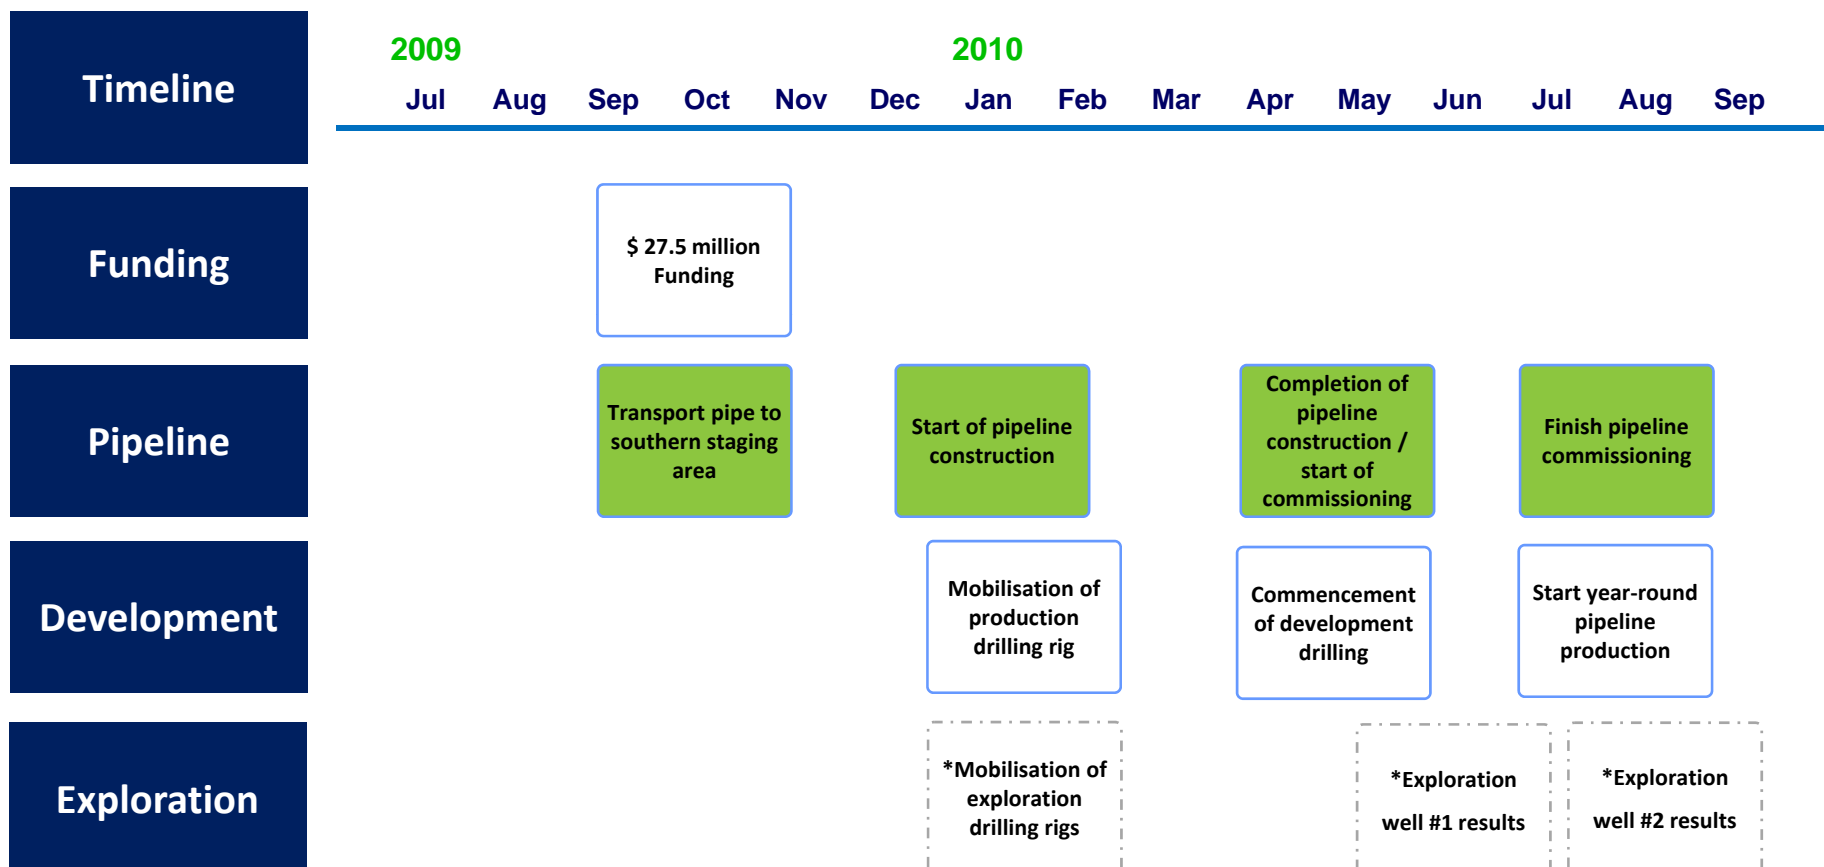 Timeline
2009
2010
Jul Aug Sep Oct Nov Dec Jan Feb Mar Apr May Jun Jul Aug Sep
Funding
$ 27.5 million
Funding
Pipeline
Transport pipe to
southern staging
area
Start of pipeline
construction
Completion of
pipeline
construction /
start of
commissioning
Finish pipeline
commissioning
Development
Mobilisation of
production
drilling rig
Commencement
of development
drilling
Start year-round
pipeline
production
Exploration
*Mobilisation of
exploration
drilling rigs
*Exploration
well #1 results
*Exploration
well #2 results